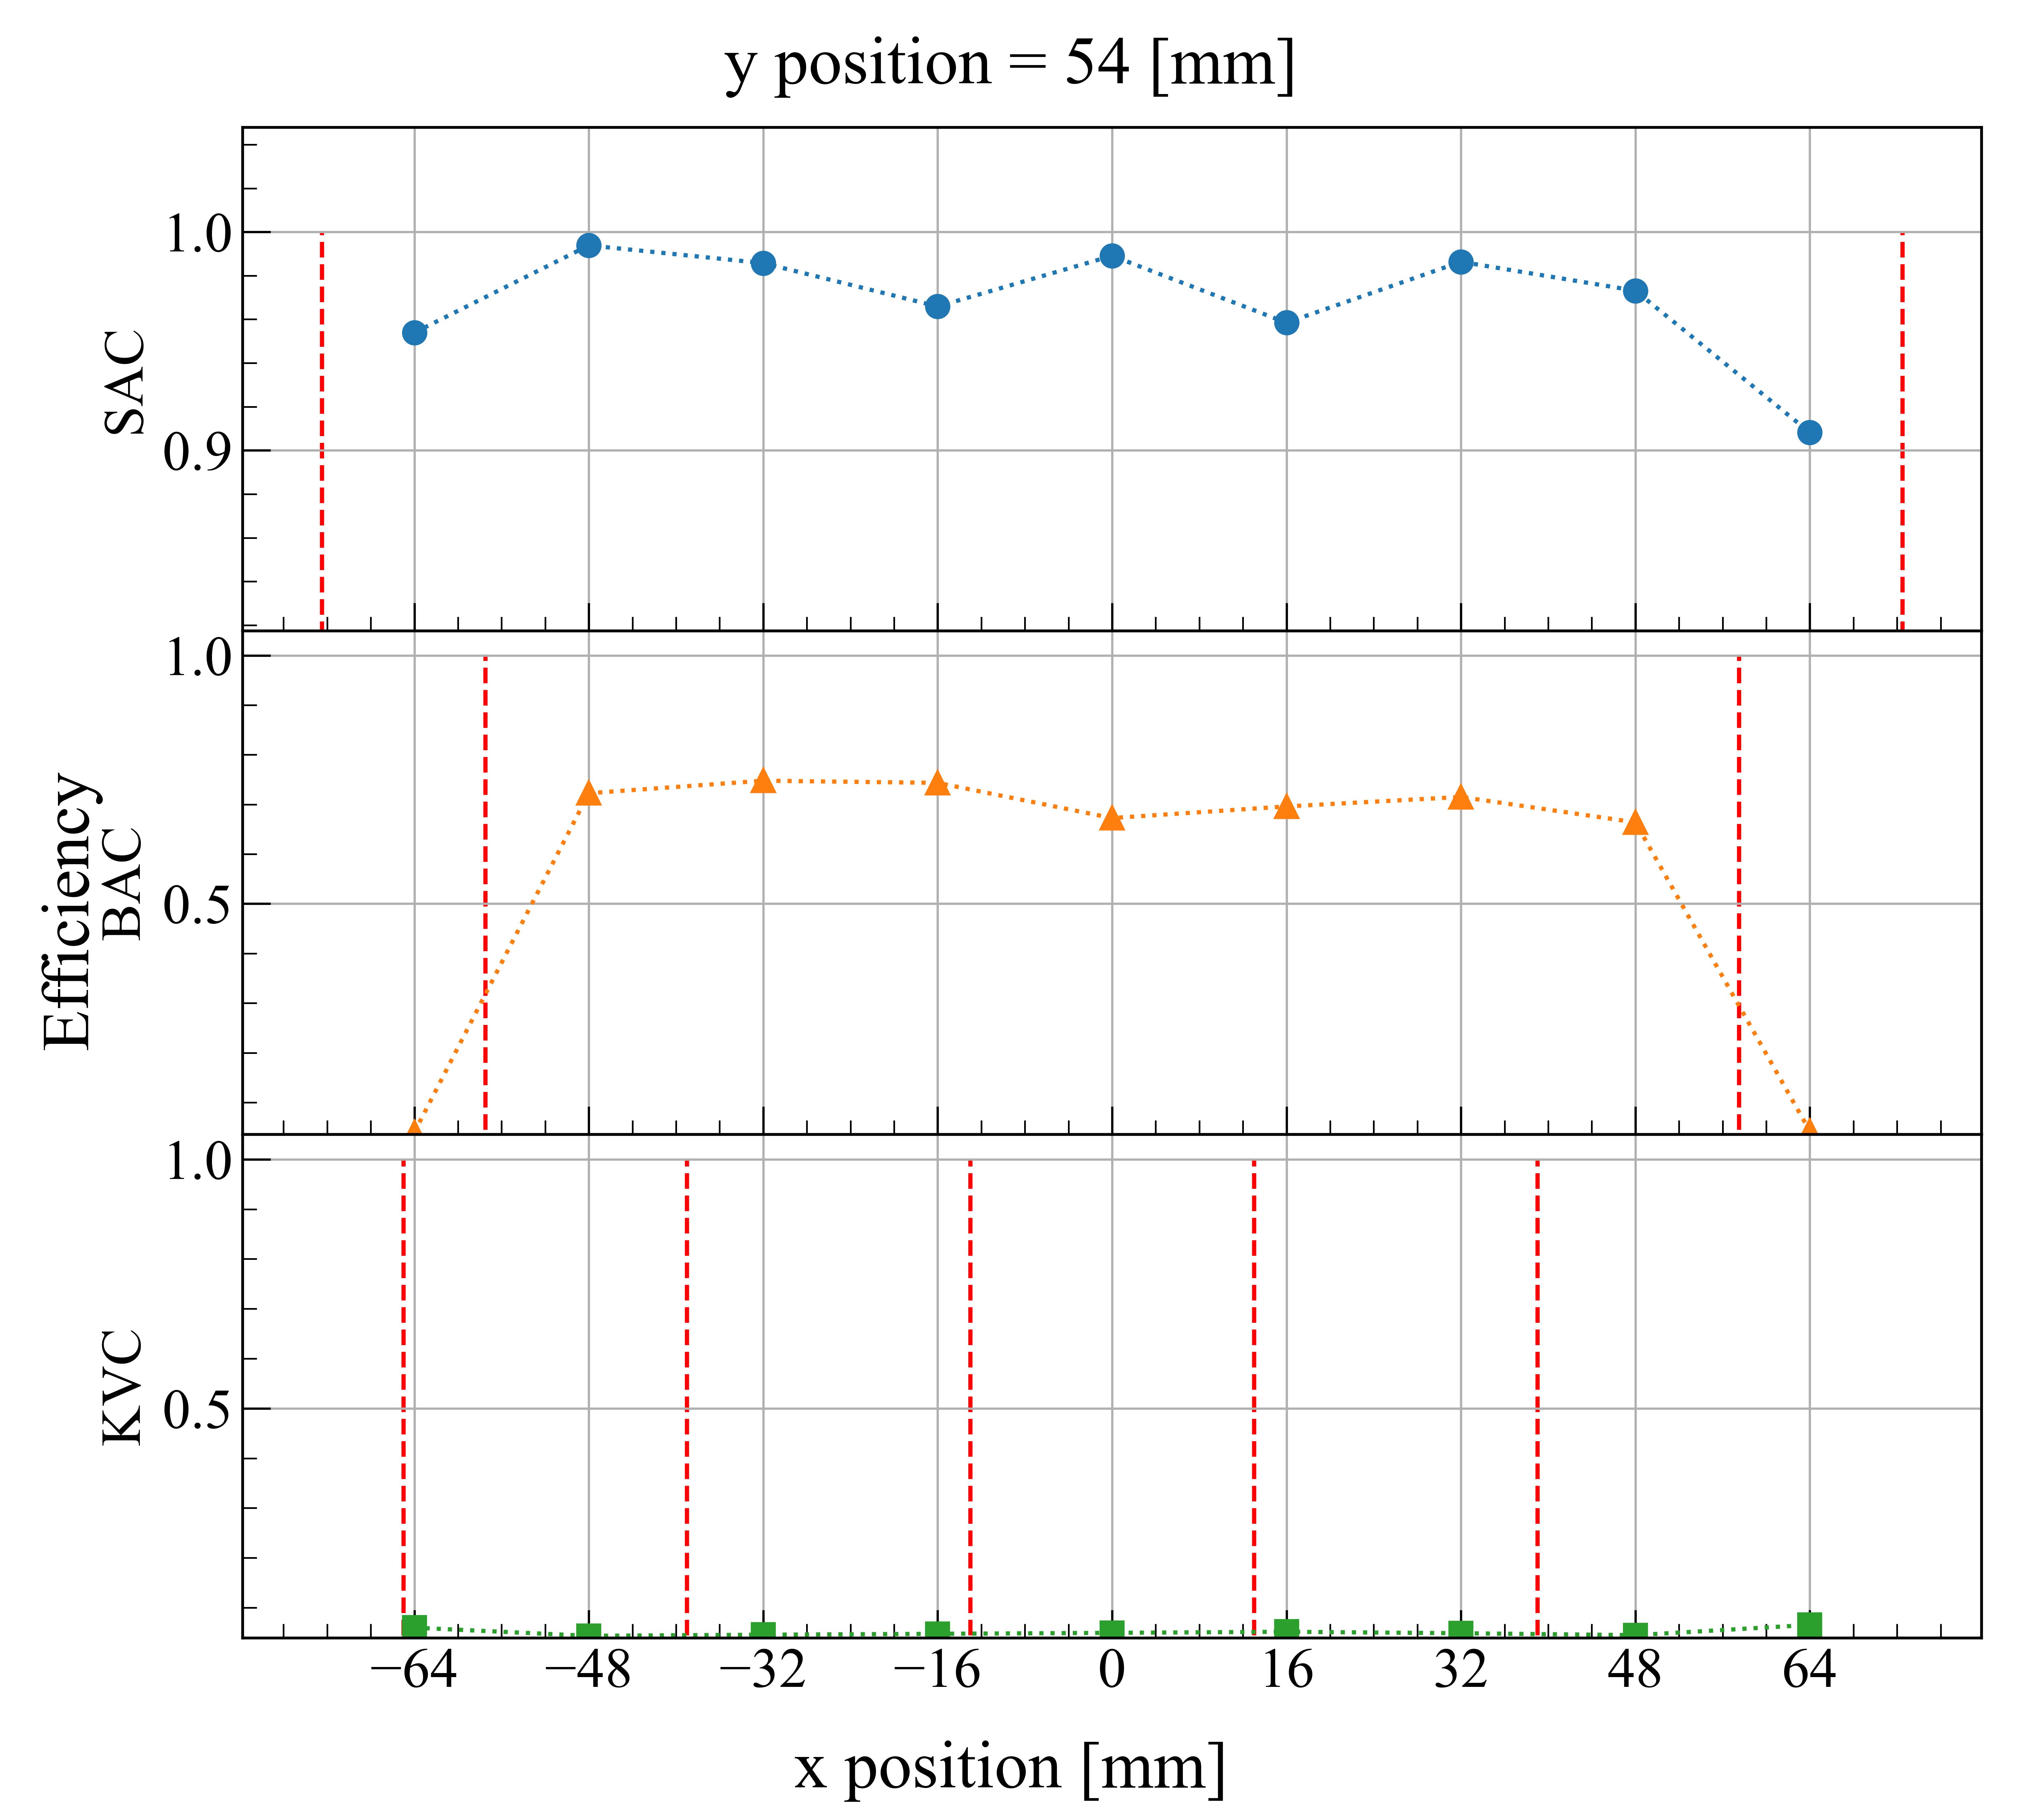 y position = 54 [mm]
1.0
0.9
SAC
1.0
0.5
BAC
Efficiency
1.0
0.5
KVC
−64 −48 −32 −16 0 16 32 48 64
x position [mm]